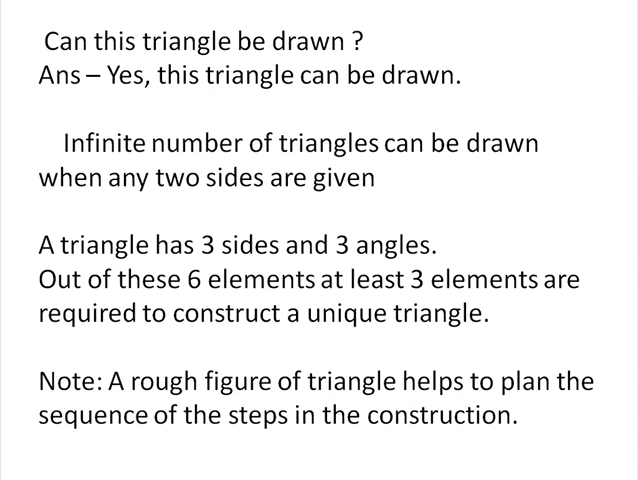 Can this triangle be drawn ?
Ans – Yes, this triangle can be drawn.
Infinite number of triangles can be drawn
when any two sides are given
A triangle has 3 sides and 3 angles.
Out of these 6 elements at least 3 elements are
required to construct a unique triangle.
Note: A rough figure of triangle helps to plan the
sequence of the steps in the construction.